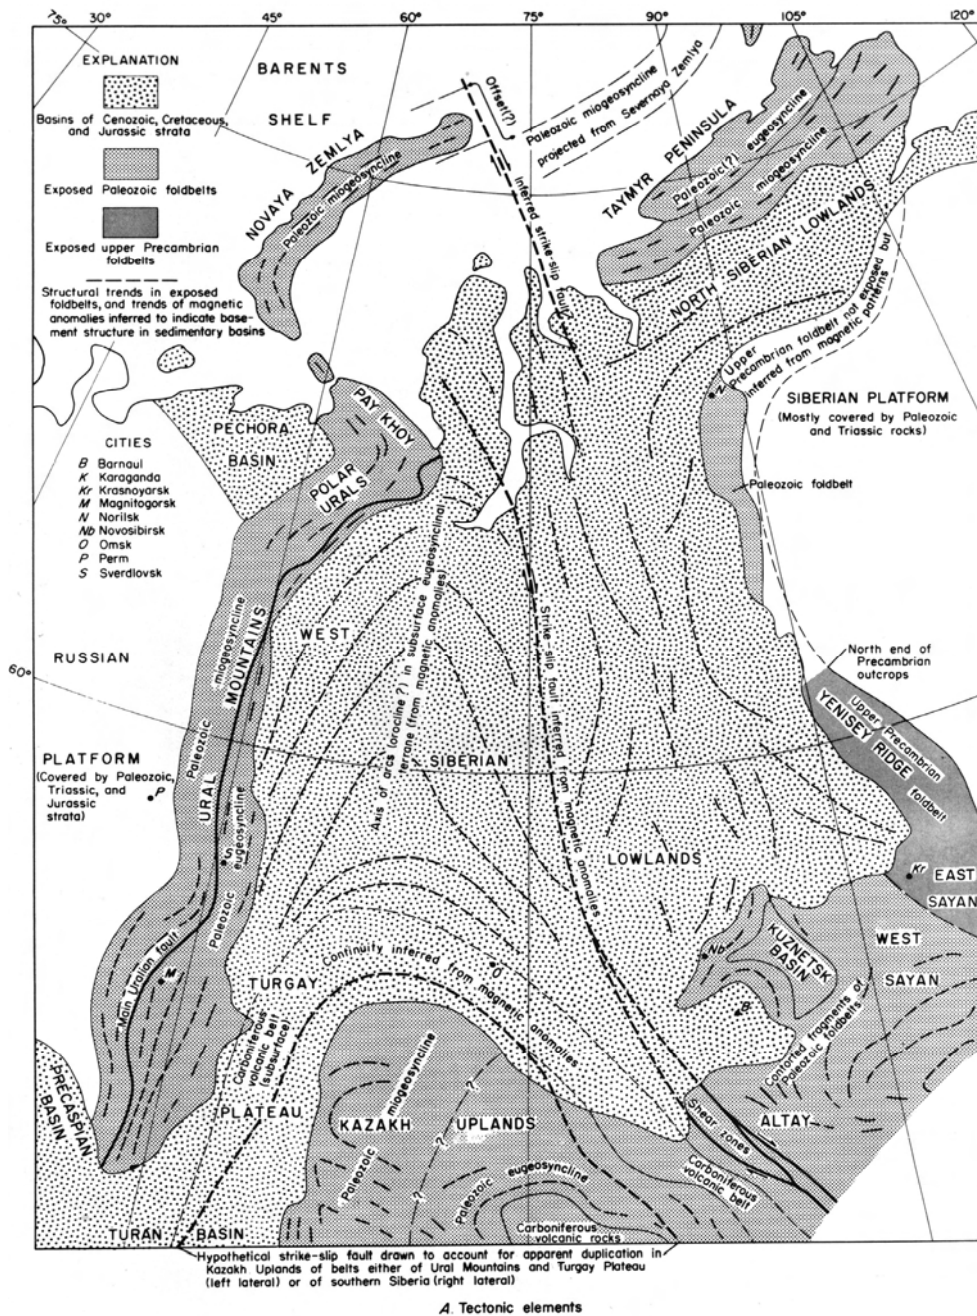 75°
30°
45°
60°
75°
90°
105°
120°
EXPLANATION
Basins of Cenozoic, Cretaceous,
and Jurassic strata
Exposed Paleozoic foldbelts
Exposed upper Precambrian
foldbelts
Structural trends in exposed
foldbelts, and trends of magnetic
anomalies inferred to indicate base-
ment structure in sedimentary basins
BARENTS
SHELF
NOVAYA ZEMLYA
Paleozoic miogeosyncline
Offset(?)
Paleozoic miogeosyncline
projected from Severnaya Zemlya
Inferred strike-slip
fault?
TAYMYR PENINSULA
Paleozoic(?) eugeosyncline
Paleozoic miogeosyncline
NORTH SIBERIAN LOWLANDS
Upper
Precambrian foldbelt not exposed but
inferred from magnetic patterns
N
SIBERIAN PLATFORM
(Mostly covered by Paleozoic
and Triassic rocks)
Paleozoic foldbelt
PECHORA
BASIN
PAY KHOY
POLAR
URALS
CITIES
B Barnaul
K Karaganda
Kr Krasnoyarsk
M Magnitogorsk
N Norilsk
Nb Novosibirsk
O Omsk
P Perm
S Sverdlovsk
RUSSIAN
60°
PLATFORM
(Covered by Paleozoic,
Triassic, and
Jurassic
strata)
P
Paleozoic miogeosyncline
URAL MOUNTAINS
S
Paleozoic eugeosyncline
Main Uralian fault
M
WEST
SIBERIAN
LOWLANDS
Axis of arcs (orocline?) in subsurface eugeosynclinal
terrane (from magnetic anomalies)
Strike slip fault inferred from magnetic anomalies
North end of
Precambrian
outcrops
Upper Precambrian
foldbelt
YENISEY RIDGE
Kr
EAST
SAYAN
WEST
SAYAN
KUZNETSK
BASIN
Nb
B
Contorted fragments of
Paleozoic foldbelts
ALTAY
TURGAY
PLATEAU
Continuity inferred from magnetic anomalies
O
Carboniferous
volcanic belt
(subsurface)
PRECASPIAN
BASIN
KAZAKH
UPLANDS
Paleozoic miogeosyncline
?
?
?
Paleozoic eugeosyncline
Carboniferous
volcanic rocks
Shear zones
Carboniferous
volcanic belt
TURAN BASIN
Hypothetical strike-slip fault drawn to account for apparent duplication in
Kazakh Uplands of belts either of Ural Mountains and Turgay Plateau
(left lateral) or of southern Siberia (right lateral)
A. Tectonic elements